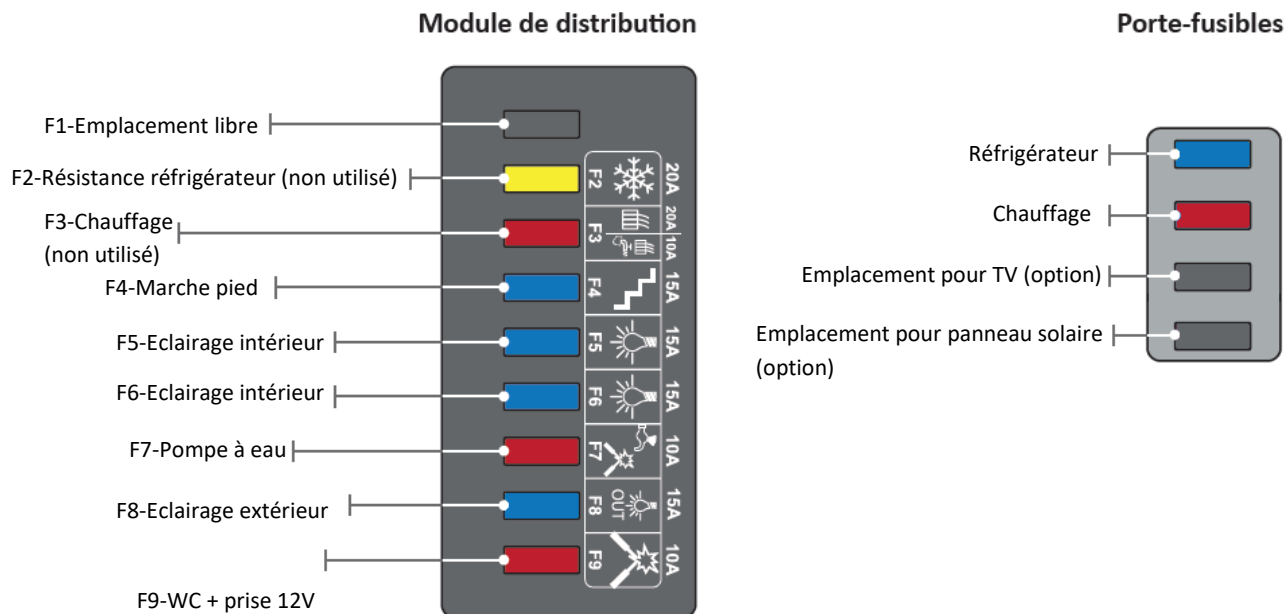 Module de distribution
Porte-fusibles
F1-Emplacement libre
F2-Résistance réfrigérateur (non utilisé)
F3-Chauffage
(non utilisé)
F4-Marche pied
F5-Eclairage intérieur
F6-Eclairage intérieur
F7-Pompe à eau
F8-Eclairage extérieur
F9-WC + prise 12V
F2 20A
F3 20A 10A
F4 15A
F5 15A
F6 15A
F7 10A
F8 OUT 15A
F9 10A
Réfrigérateur
Chauffage
Emplacement pour TV (option)
Emplacement pour panneau solaire
(option)